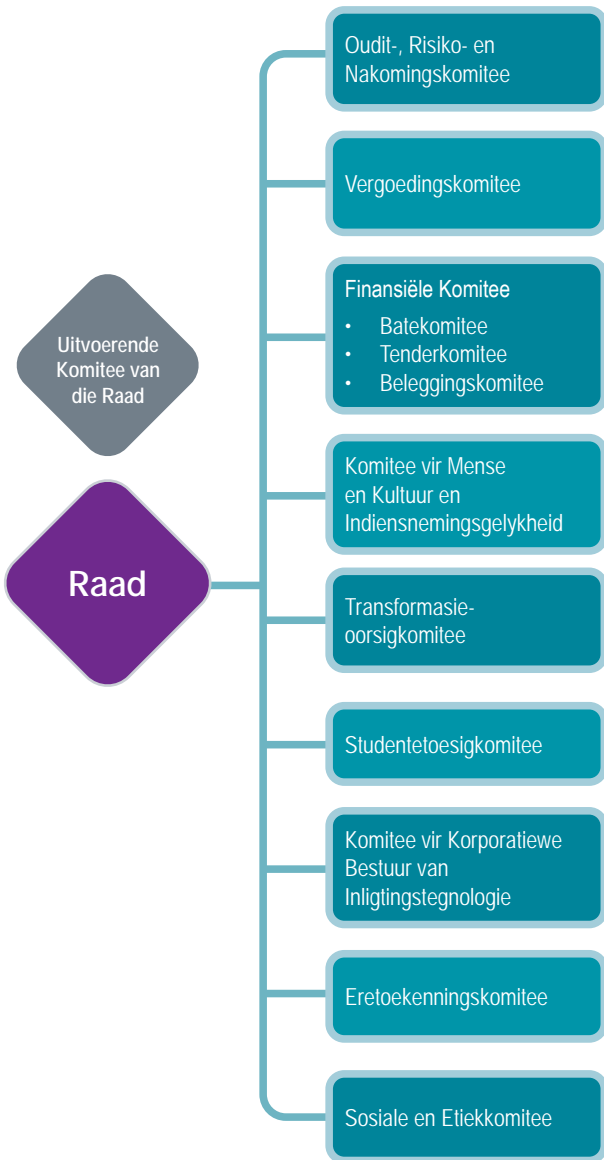 Oudit-, Risiko- en
Nakomingskomitee
Vergoedingskomitee
Finansiële Komitee
• Batekomitee
• Tenderkomitee
• Beleggingskomitee
Uitvoerende
Komitee van
die Raad
Komitee vir Mense
en Kultuur en
Indiensnemingsgelykheid
Raad
Transformasie-
oorsigkomitee
Studentetoesigkomitee
Komitee vir Korporatiewe
Bestuur van
Inligtingstegnologie
Eretoekenningskomitee
Sosiale en Etiekkomitee